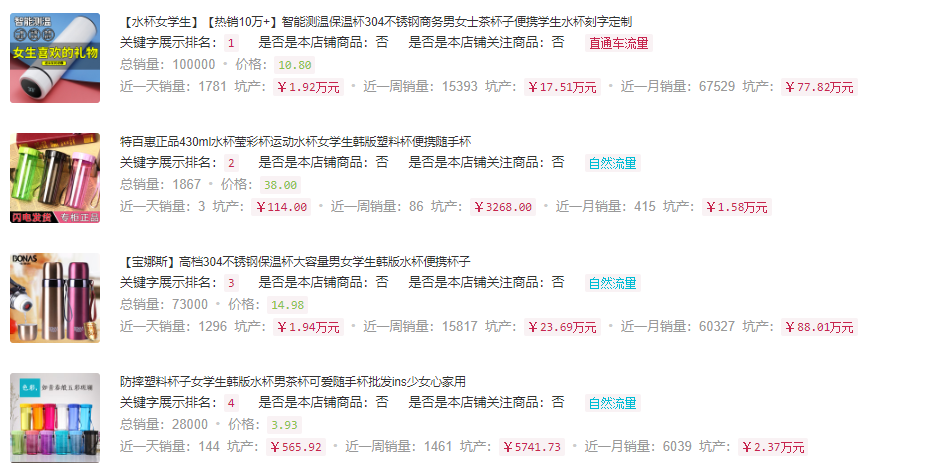 智能测温
女生喜欢的礼物
【水杯女学生】【热销10万+】智能测温保温杯304不锈钢商务男女士茶杯子便携学生水杯刻字定制
关键字展示排名: 1 是否是本店铺商品: 否 是否是本店铺关注商品: 否 直通车流量
总销量: 100000 • 价格: 10.80
近一天销量: 1781 坑产: ￥1.92万元 • 近一周销量: 15393 坑产: ￥17.51万元 • 近一月销量: 67529 坑产: ￥77.82万元
闪电发货 专柜正品
特百惠正品430ml水杯莹彩杯运动水杯女学生韩版塑料杯便携随手杯
关键字展示排名: 2 是否是本店铺商品: 否 是否是本店铺关注商品: 否 自然流量
总销量: 1867 • 价格: 38.00
近一天销量: 3 坑产: ￥114.00 • 近一周销量: 86 坑产: ￥3268.00 • 近一月销量: 415 坑产: ￥1.58万元
BONAS
【宝娜斯】高档304不锈钢保温杯大容量男女学生韩版水杯便携杯子
关键字展示排名: 3 是否是本店铺商品: 否 是否是本店铺关注商品: 否 自然流量
总销量: 73000 • 价格: 14.98
近一天销量: 1296 坑产: ￥1.94万元 • 近一周销量: 15817 坑产: ￥23.69万元 • 近一月销量: 60327 坑产: ￥88.01万元
色彩,
防摔塑料杯子女学生韩版水杯男茶杯可爱随手杯批发ins少女心家用
关键字展示排名: 4 是否是本店铺商品: 否 是否是本店铺关注商品: 否 自然流量
总销量: 28000 • 价格: 3.93
近一天销量: 144 坑产: ￥565.92 • 近一周销量: 1461 坑产: ￥5741.73 • 近一月销量: 6039 坑产: ￥2.37万元